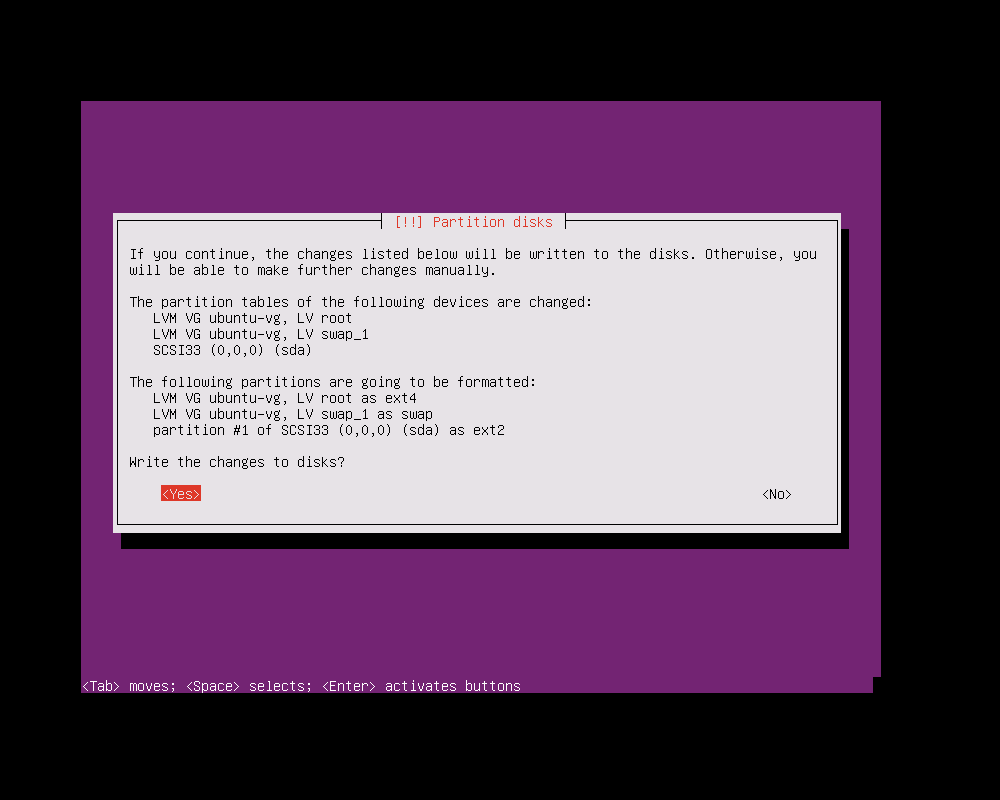 [!!] Partition disks
If you continue, the changes listed below will be written to the disks. Otherwise, you
will be able to make further changes manually.
The partition tables of the following devices are changed:
LVM VG ubuntu-vg, LV root
LVM VG ubuntu-vg, LV swap_1
SCSI33 (0,0,0) (sda)
The following partitions are going to be formatted:
LVM VG ubuntu-vg, LV root as ext4
LVM VG ubuntu-vg, LV swap_1 as swap
partition #1 of SCSI33 (0,0,0) (sda) as ext2
Write the changes to disks?
<Yes> <No>
<Tab> moves; <Space> selects; <Enter> activates buttons